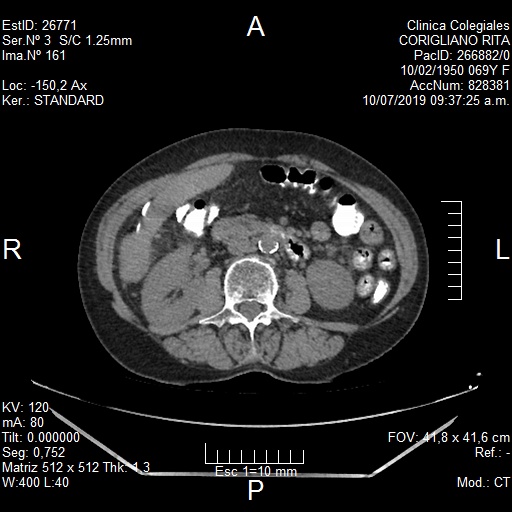 EstID: 26771
Ser.Nº 3 S/C 1.25mm
Ima.Nº 161
Loc: -150,2 Ax
Ker.: STANDARD
A
Clinica Colegiales
CORIGLIANO RITA
PacID: 266882/0
10/02/1950 069Y F
AccNum: 828381
10/07/2019 09:37:25 a.m.
R
L
KV: 120
mA: 80
Tilt: 0.000000
Coord: 0,752
Matriz 512 x 512 Thk: 1.3
W:400 L:40
Esc 1=10 mm
P
FOV: 41,8 x 41,6 cm
Ref.: -
Mod.: CT